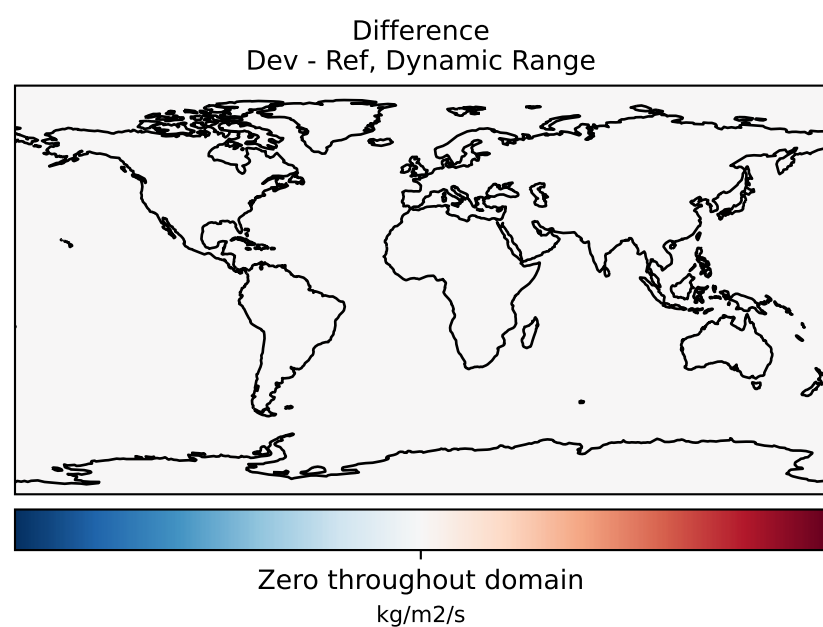 Difference
Dev - Ref, Dynamic Range
Zero throughout domain
kg/m2/s